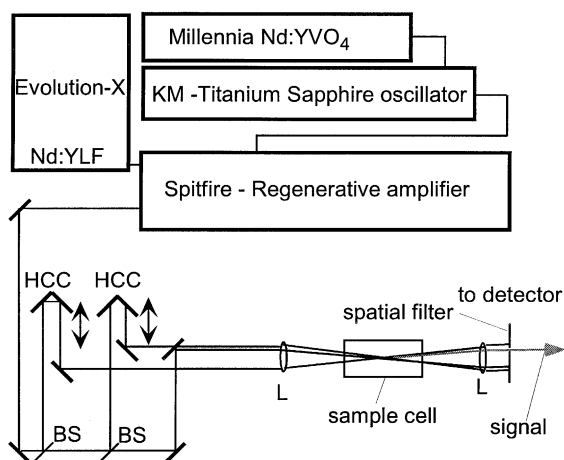 Millennia Nd:YVO4
Evolution-X
KM -Titanium Sapphire oscillator
Nd:YLF
Spitfire - Regenerative amplifier
HCC HCC
to detector
spatial filter
L
L
sample cell
signal
BS BS